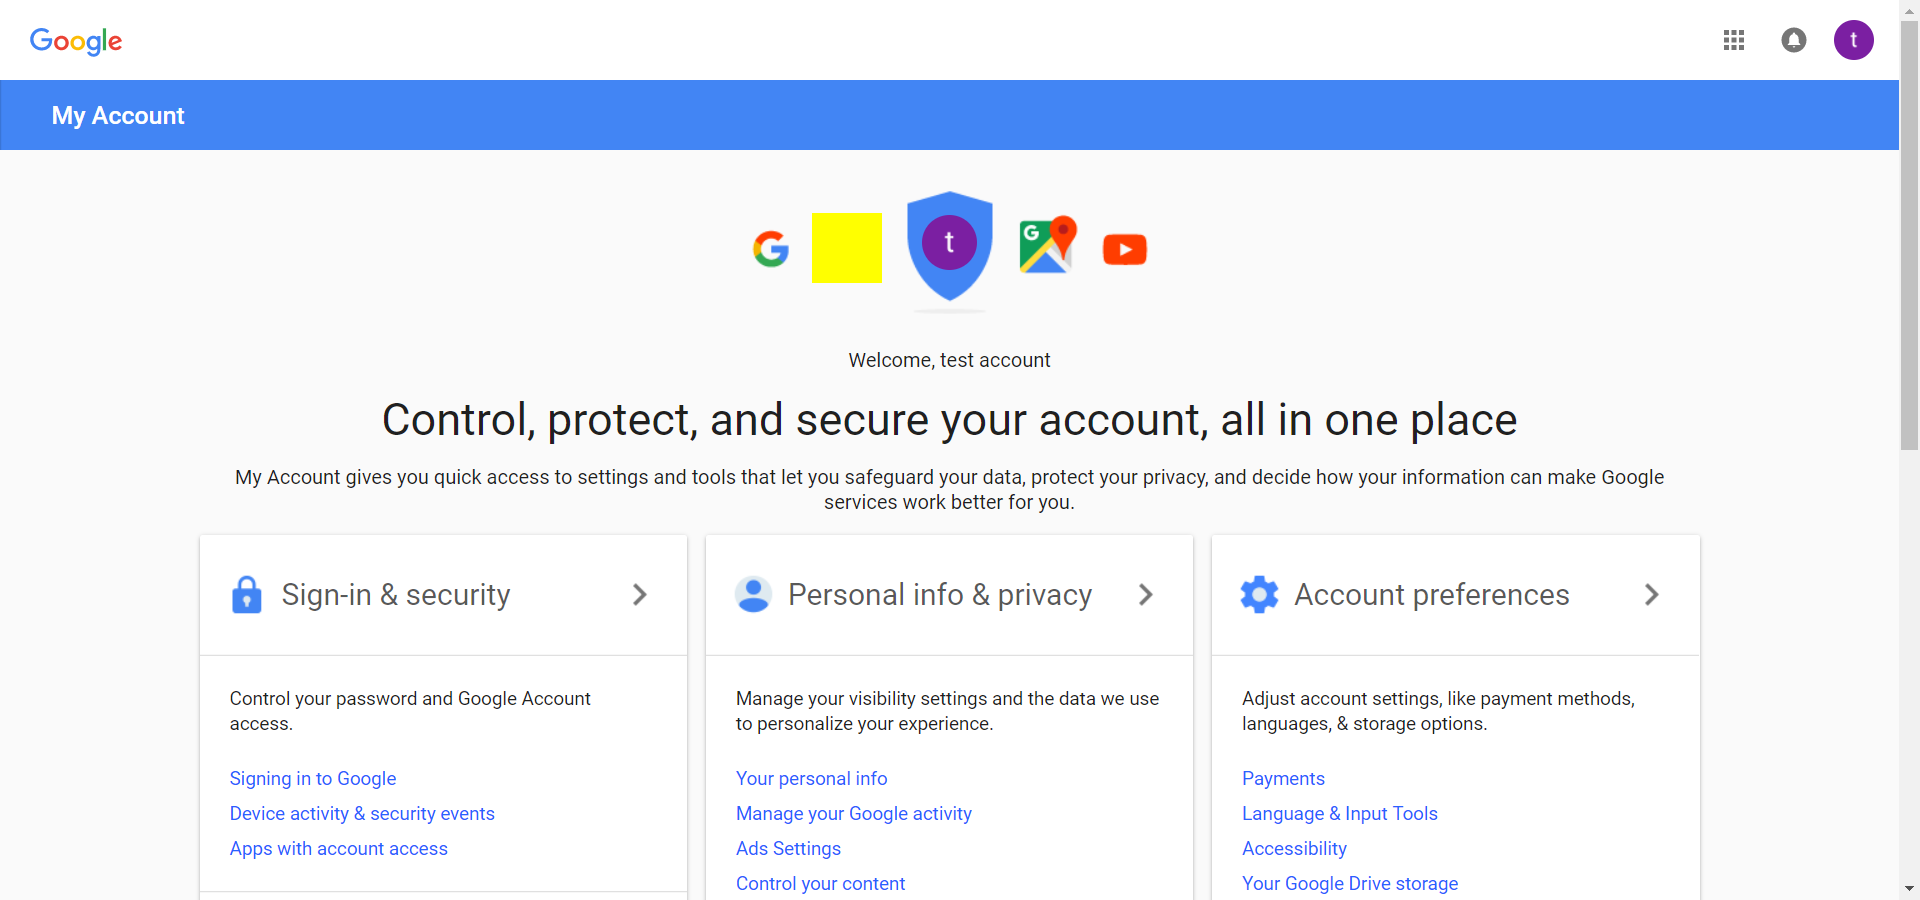 Google
t
My Account
t
G
Welcome, test account
Control, protect, and secure your account, all in one place
My Account gives you quick access to settings and tools that let you safeguard your data, protect your privacy, and decide how your information can make Google
services work better for you.
Sign-in & security
Control your password and Google Account
access.
Signing in to Google
Device activity & security events
Apps with account access
Personal info & privacy
Manage your visibility settings and the data we use
to personalize your experience.
Your personal info
Manage your Google activity
Ads Settings
Control your content
Account preferences
Adjust account settings, like payment methods,
languages, & storage options.
Payments
Language & Input Tools
Accessibility
Your Google Drive storage